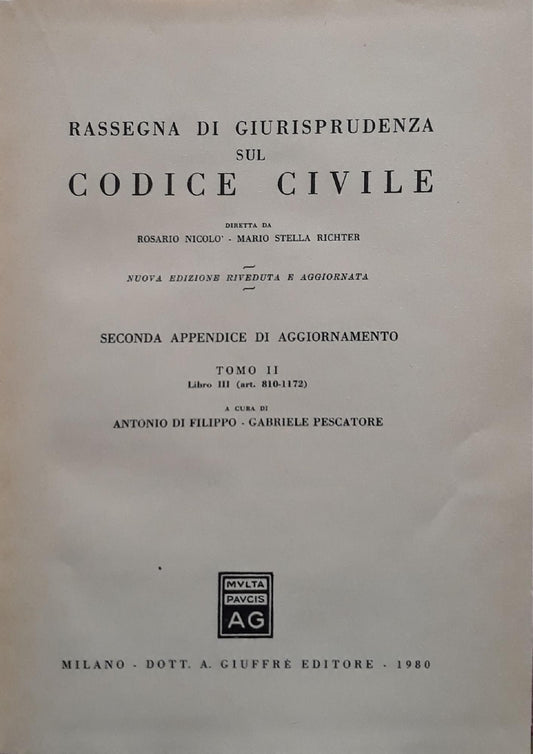 RASSEGNA DI GIURISPRUDENZA
SUL
CODICE CIVILE
DIRETTA DA
ROSARIO NICOLO' - MARIO STELLA RICHTER
NUOVA EDIZIONE RIVEDUTA E AGGIORNATA
SECONDA APPENDICE DI AGGIORNAMENTO
TOMO II
Libro III (art. 810-1172)
A CURA DI
ANTONIO DI FILIPPO - GABRIELE PESCATORE
MVLTA
PAVCIS
AG
MILANO - DOTT. A. GIUFFRÈ EDITORE - 1980